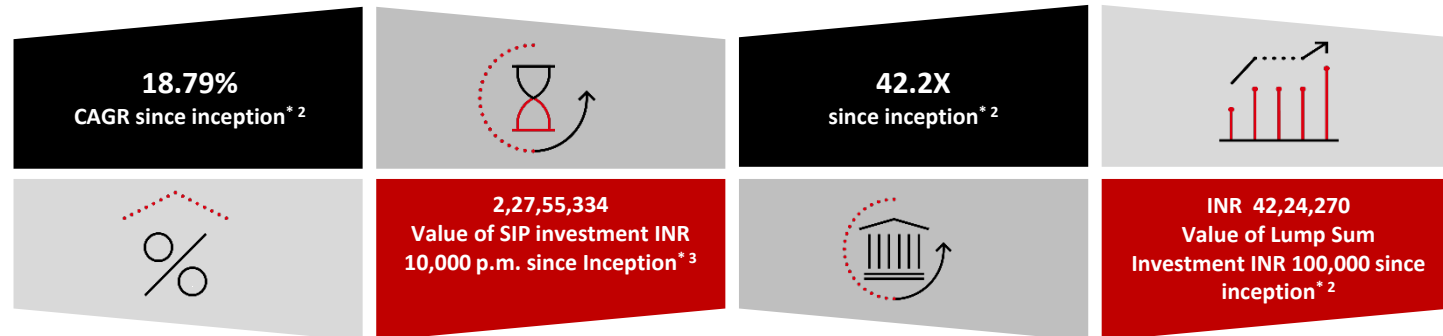 18.79%
CAGR since inception* 2
42.2X
since inception* 2
2,27,55,334
Value of SIP investment INR
10,000 p.m. since Inception* 3
INR 42,24,270
Value of Lump Sum
Investment INR 100,000 since
inception* 2